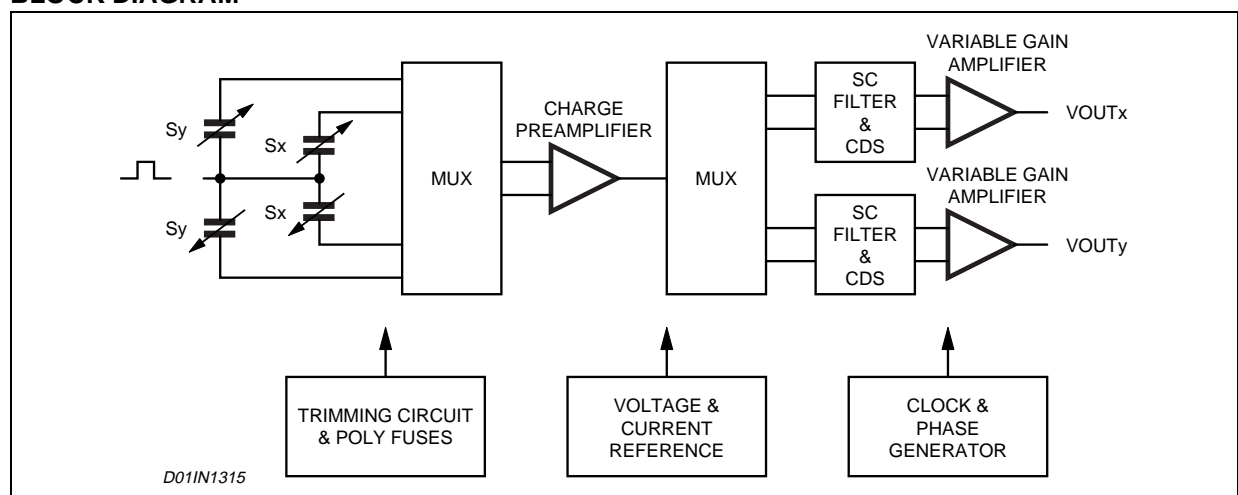 BLOCK DIAGRAM
VARIABLE GAIN
AMPLIFIER
SC
FILTER
&
CDS
VOUTx
CHARGE
PREAMPLIFIER
Sy
Sx
MUX
MUX
Sy
Sx
VARIABLE GAIN
AMPLIFIER
SC
FILTER
&
CDS
VOUTy
TRIMMING CIRCUIT
& POLY FUSES
VOLTAGE &
CURRENT
REFERENCE
CLOCK &
PHASE
GENERATOR
D01IN1315